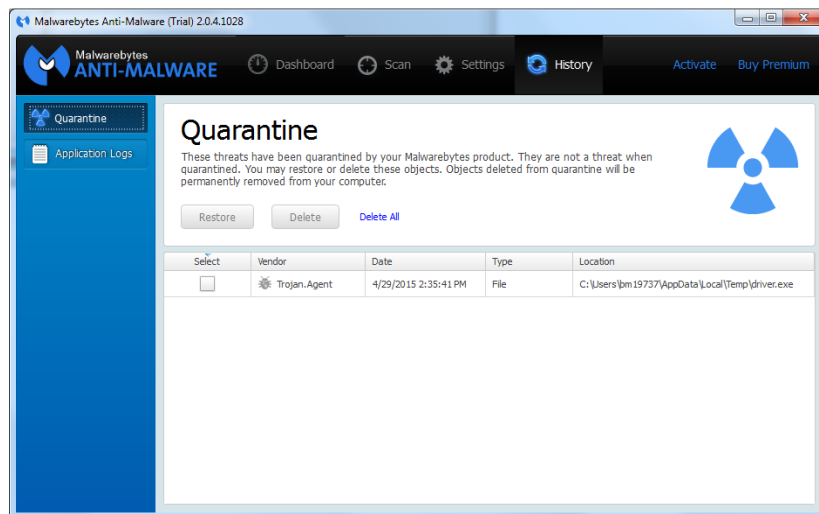 Malwarebytes Anti-Malware (Trial) 2.0.4.1028
Malwarebytes
ANTI-MALWARE
Dashboard
Scan
Settings
History
Activate
Buy Premium
Quarantine
Application Logs
Quarantine
These threats have been quarantined by your Malwarebytes product. They are not a threat when
quarantined. You may restore or delete these objects. Objects deleted from quarantine will be
permanently removed from your computer.
Restore
Delete
Delete All
Select Vendor Date Type Location
Trojan.Agent 4/29/2015 2:35:41 PM File C:\Users\bm19737\AppData\Local\Temp\driver.exe